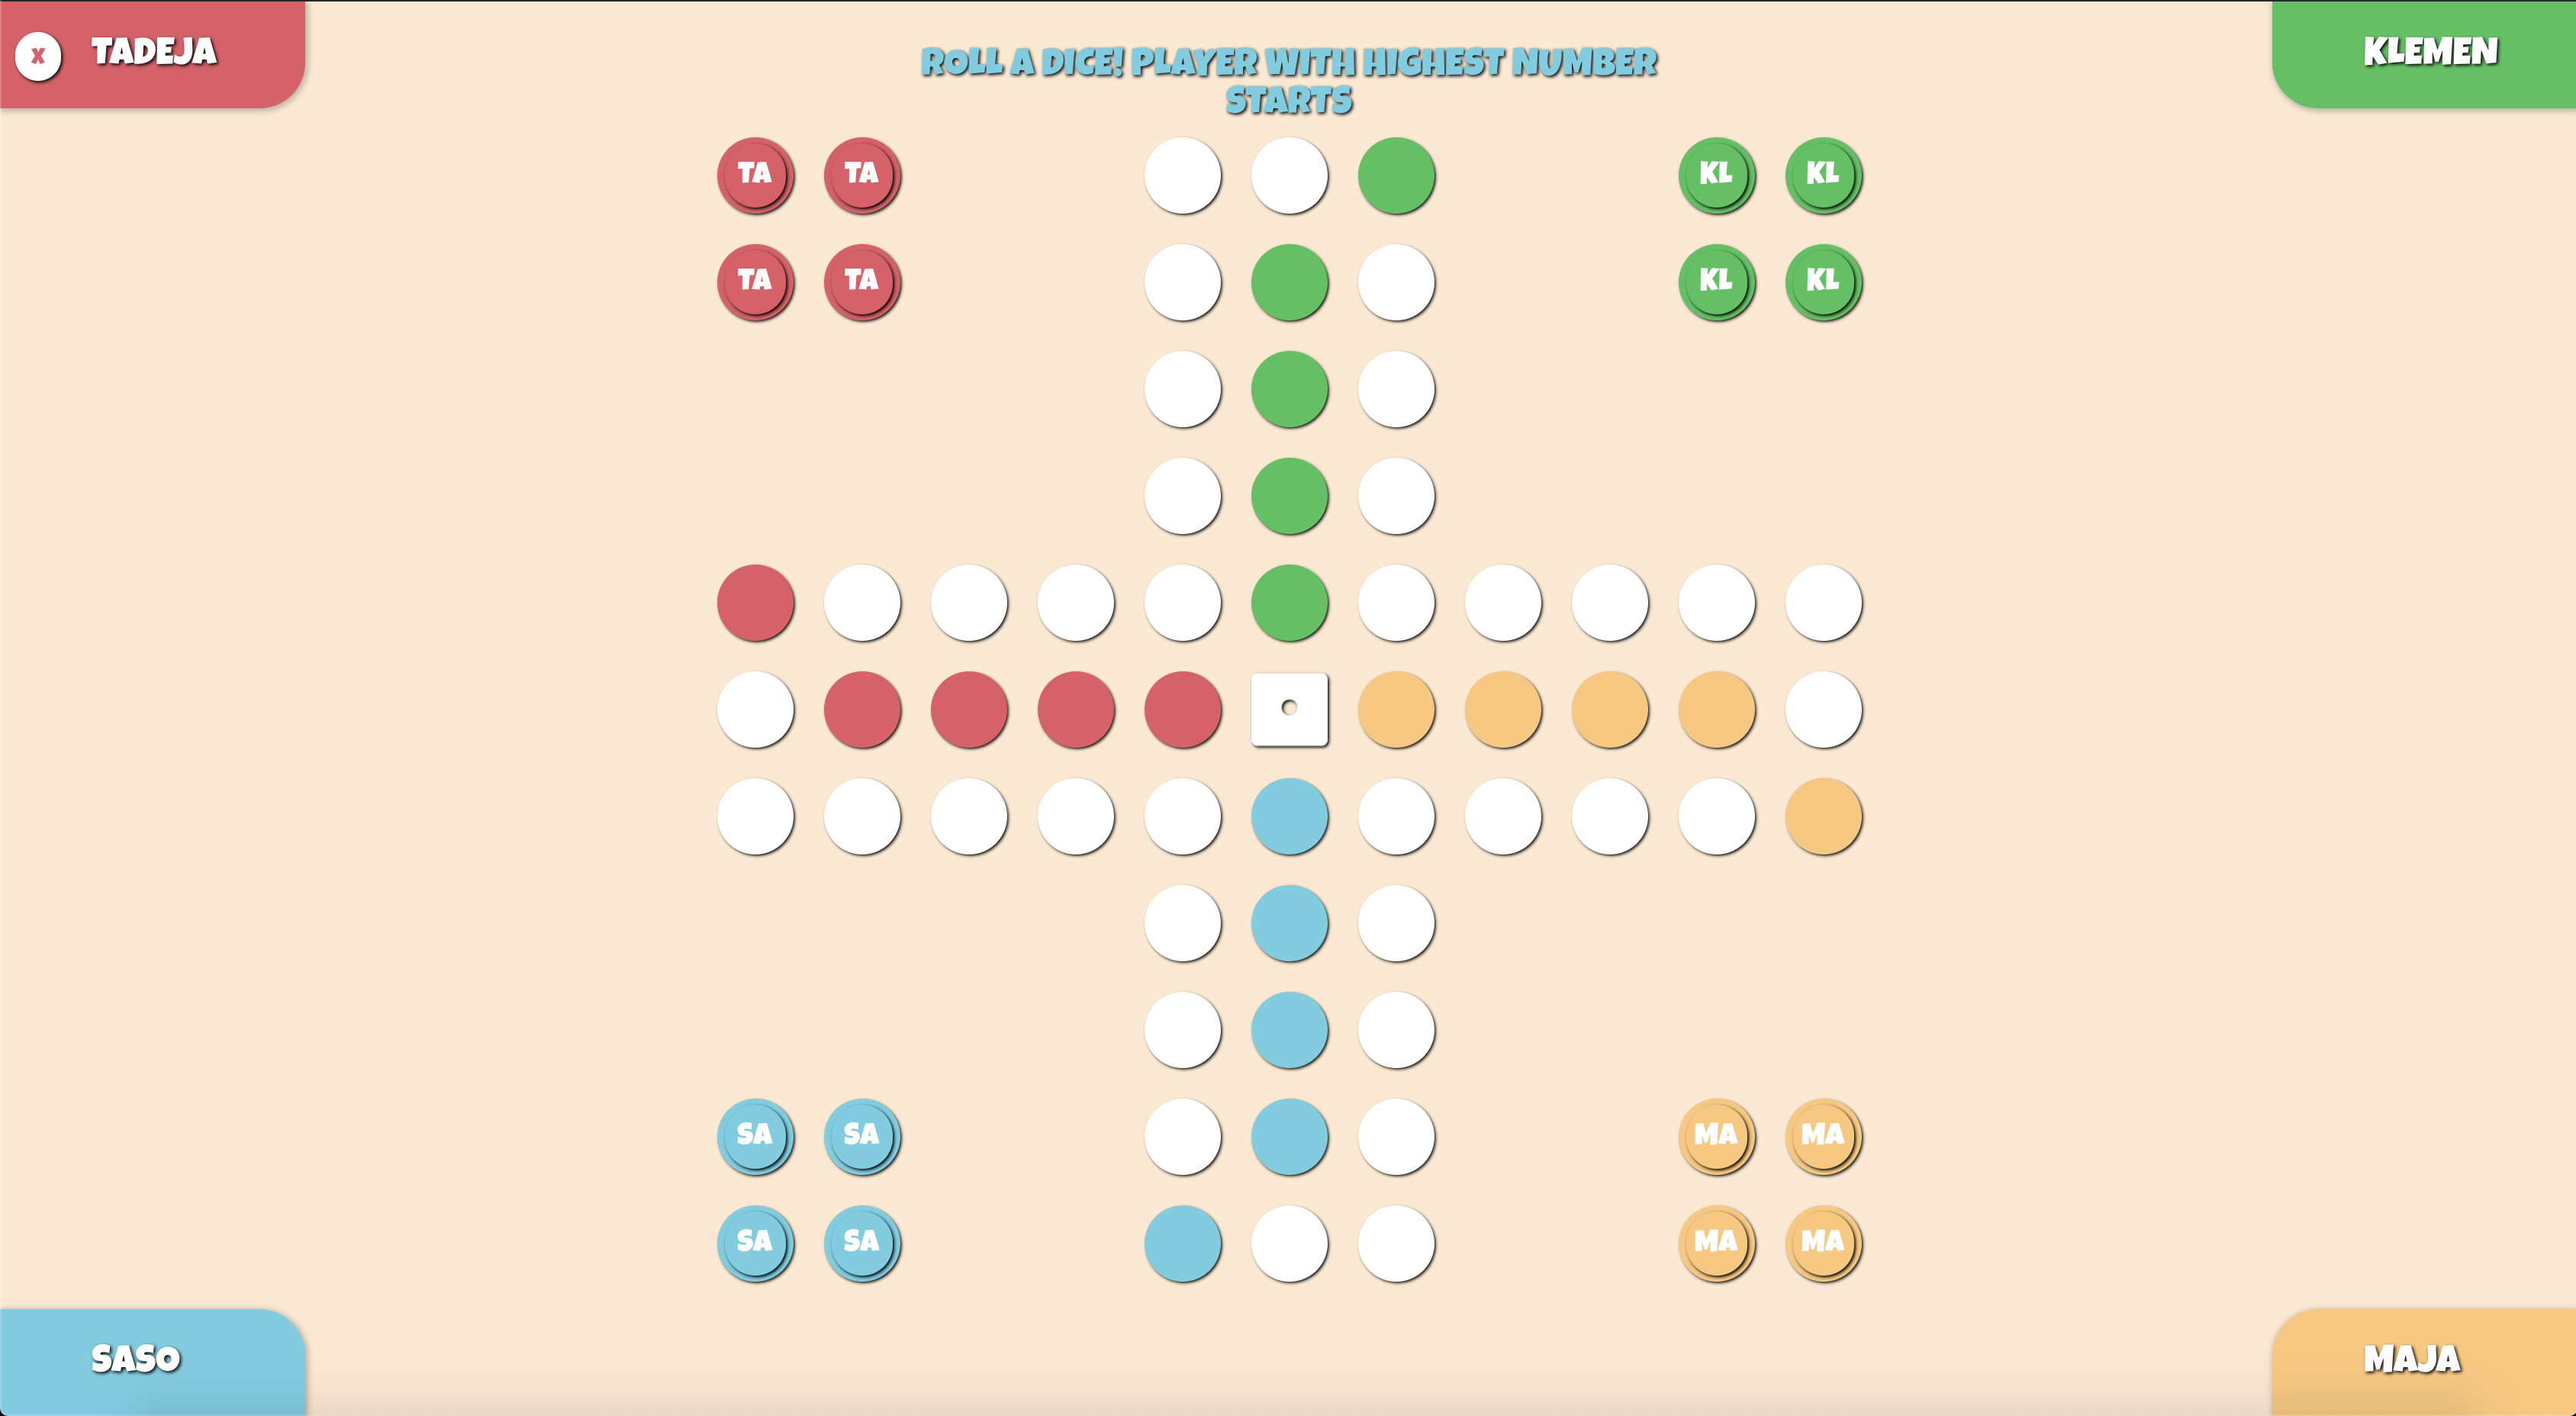 X TADEJA
KLEMEN
ROLL A DICE! PLAYER WITH HIGHEST NUMBER
STARTS
TA TA
KL KL
TA TA
KL KL
SA SA
MA MA
SA SA
MA MA
SASO
MAJA